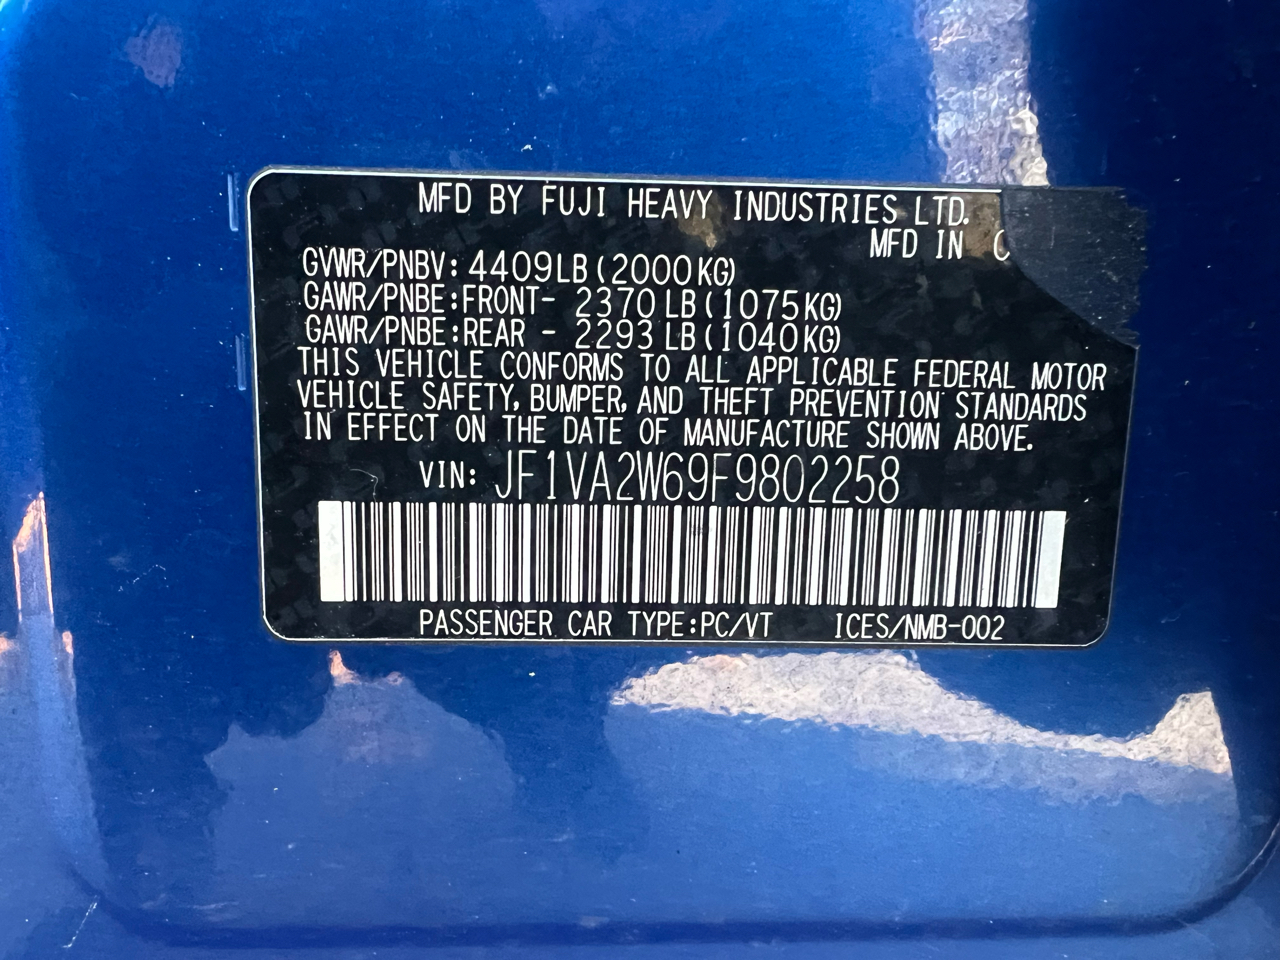 MFD BY FUJI HEAVY INDUSTRIES LTD.
MFD IN
GVWR/PNBV: 4409LB(2000KG)
GAWR/PNBE:FRONT- 2370LB(1075KG)
GAWR/PNBE:REAR - 2293LB(1040KG)
THIS VEHICLE CONFORMS TO ALL APPLICABLE FEDERAL MOTOR
VEHICLE SAFETY, BUMPER, AND THEFT PREVENTION STANDARDS
IN EFFECT ON THE DATE OF MANUFACTURE SHOWN ABOVE.
VIN: JF1VA2W69F9802258
PASSENGER CAR TYPE:PC/VT ICES/NMB-002